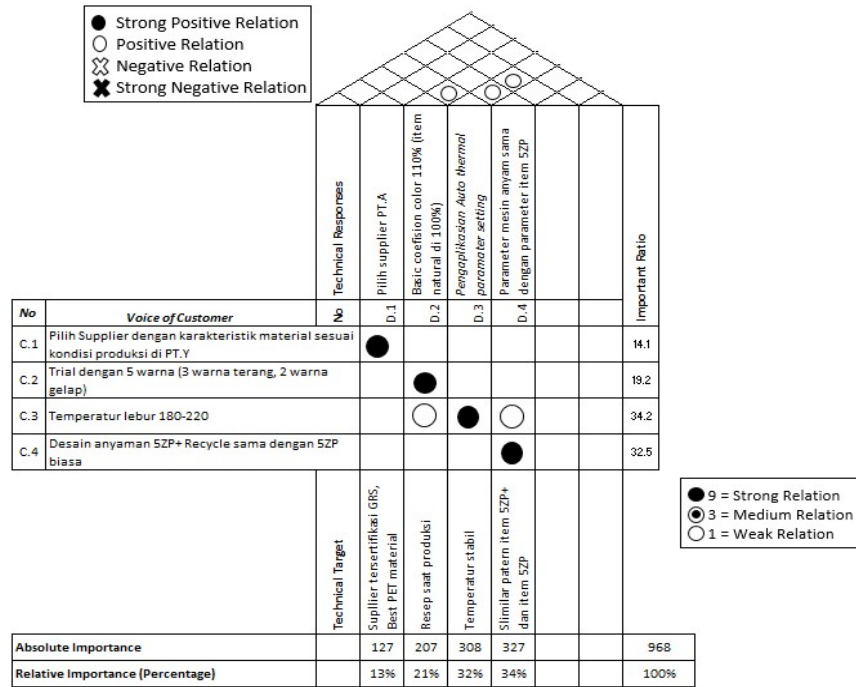 Strong Positive Relation
Positive Relation
Negative Relation
Strong Negative Relation
Technical Responses
Pilih supplier PT.A
Basic coefision color 110% (item
natural di 100%)
Pengaplikasian Auto thermal
paramater setting
Parameter mesin anyam sama
dengan parameter item 5ZP
Important Ratio
No
Voice of Customer
No
D.1
D.2
D.3
D.4
C.1
Pilih Supplier dengan karakteristik material sesuai
kondisi produksi di PT.Y
14.1
C.2
Trial dengan 5 warna (3 warna terang, 2 warna
gelap)
19.2
C.3
Temperatur lebur 180-220
34.2
C.4
Desain anyaman 5ZP+ Recycle sama dengan 5ZP
biasa
32.5
9 = Strong Relation
3 = Medium Relation
1 = Weak Relation
Technical Target
Supllier tersertifikasi GRS,
Best PET material
Resep saat produksi
Temperatur stabil
Slimilar patern item 5ZP+
dan item 5ZP
Absolute Importance
127
207
308
327
968
Relative Importance (Percentage)
13%
21%
32%
34%
100%